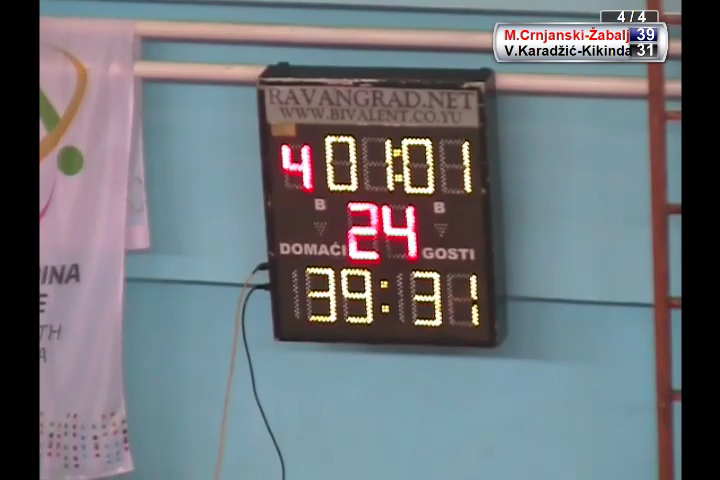 4 / 4
M.Crnjanski-Žabalj 39
V.Karadžić-Kikinda 31
RAVANGRAD.NET
WWW.BIVALENT.CO.YU
4 01:01
B B
24
DOMAĆI GOSTI
39:31
DINA
E
TH
A